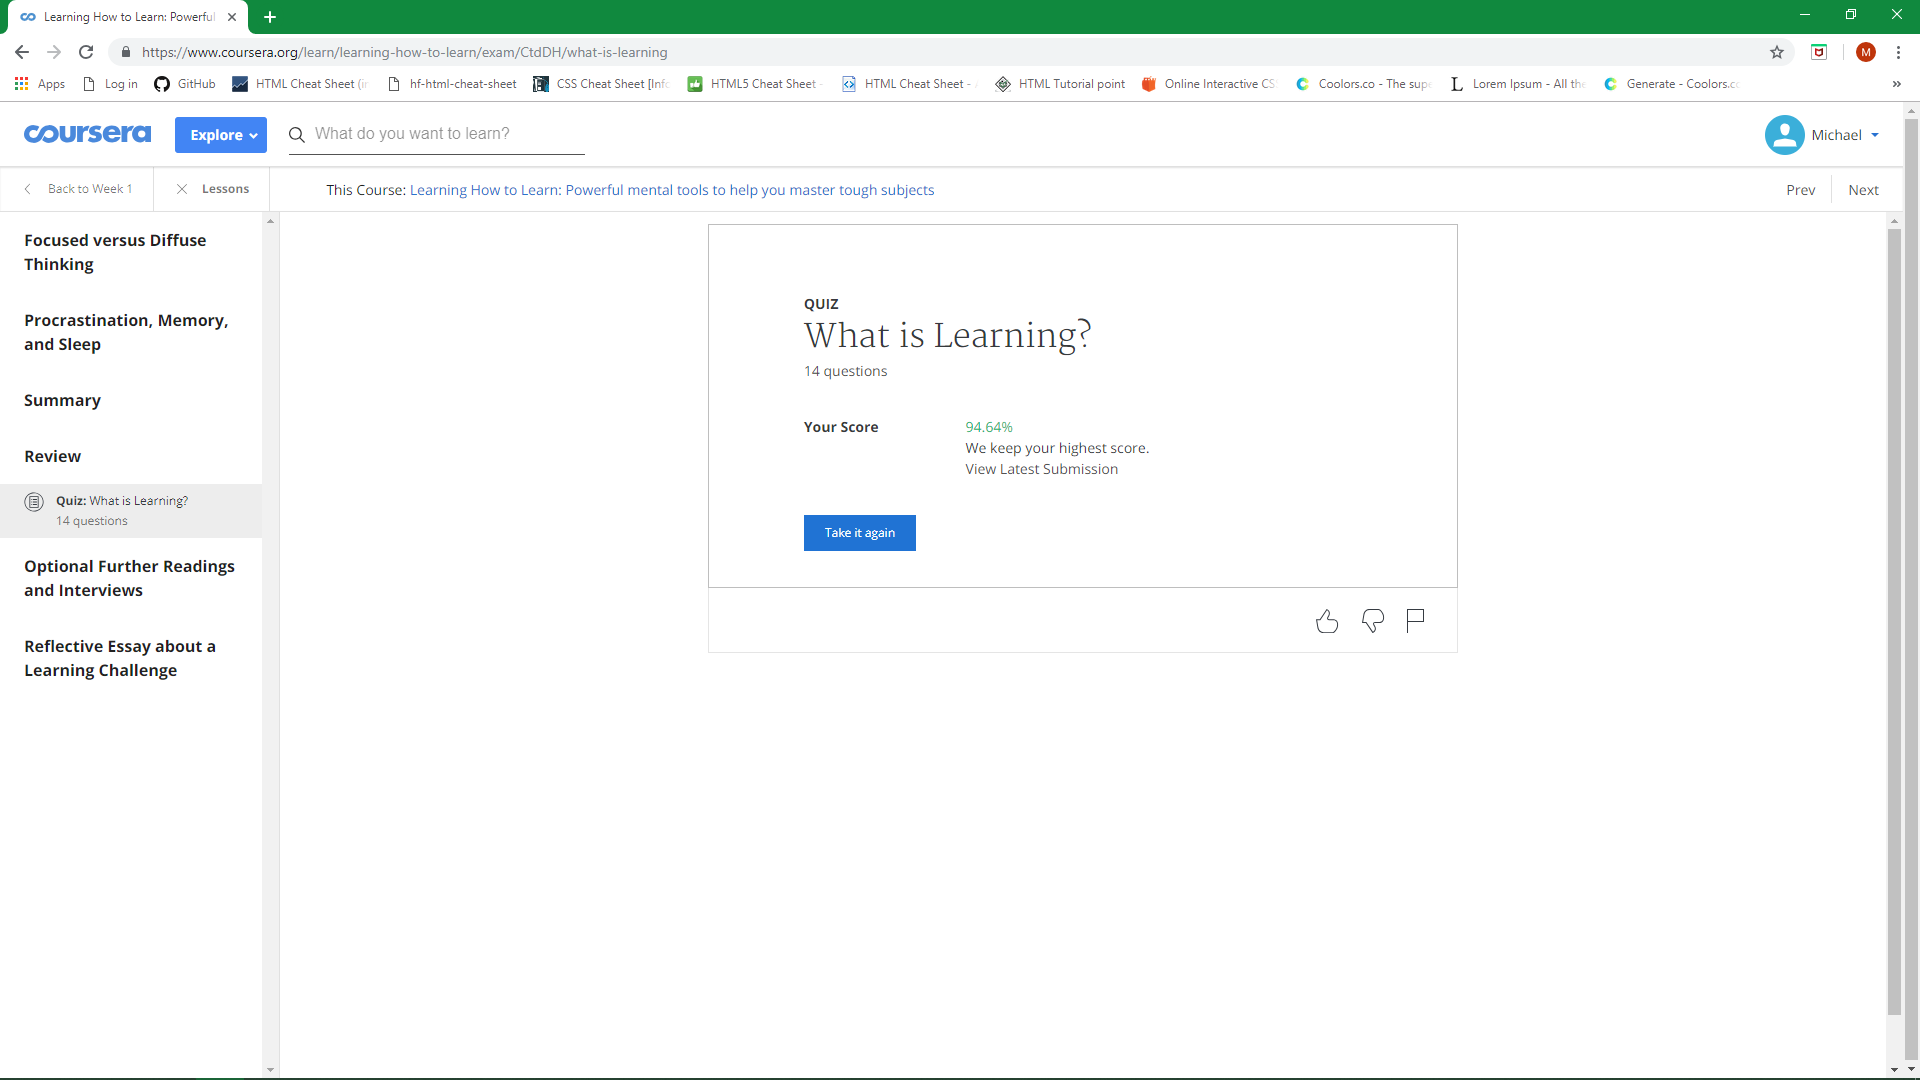 Learning How to Learn: Powerful
https://www.coursera.org/learn/learning-how-to-learn/exam/CtdDH/what-is-learning
M
Apps
Log in
GitHub
HTML Cheat Sheet (ir
hf-html-cheat-sheet
CSS Cheat Sheet [Info
HTML5 Cheat Sheet
HTML Cheat Sheet -
HTML Tutorial point
Online Interactive CS
Coolors.co - The supe
Lorem Ipsum - All the
Generate - Coolors.co
»
coursera
Explore
What do you want to learn?
Michael
Back to Week 1
Lessons
This Course: Learning How to Learn: Powerful mental tools to help you master tough subjects
Prev
Next
Focused versus Diffuse
Thinking
Procrastination, Memory,
and Sleep
Summary
Review
Quiz: What is Learning?
14 questions
Optional Further Readings
and Interviews
Reflective Essay about a
Learning Challenge
QUIZ
What is Learning?
14 questions
Your Score
94.64%
We keep your highest score.
View Latest Submission
Take it again